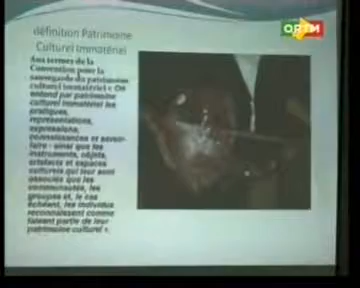 définition Patrimoine
Culturel Immatériel
Aux termes de la
Convention pour la
sauvegarde du patrimoine
culturel immatériel « On
entend par patrimoine
culturel immatériel les
pratiques,
représentations,
expressions,
connaissances et savoir-
faire - ainsi que les
instruments, objets,
artefacts et espaces
culturels qui leur sont
associés que les
communautés, les
groupes et, le cas
échéant, les individus
reconnaissent comme
faisant partie de leur
patrimoine culturel ».
ORTM